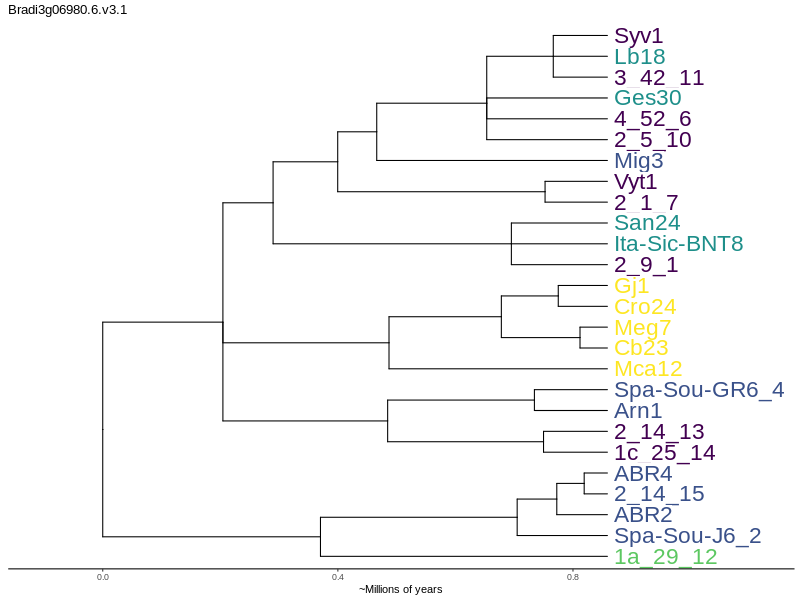 Bradi3g06980.6.v3.1
Syv1
Lb18
3_42_11
Ges30
4_52_6
2_5_10
Mig3
Vyt1
2_1_7
San24
Ita-Sic-BNT8
2_9_1
Gj1
Cro24
Meg7
Cb23
Mca12
Spa-Sou-GR6_4
Arn1
2_14_13
1c_25_14
ABR4
2_14_15
ABR2
Spa-Sou-J6_2
1a_29_12
0.0 0.4 0.8
~Millions of years